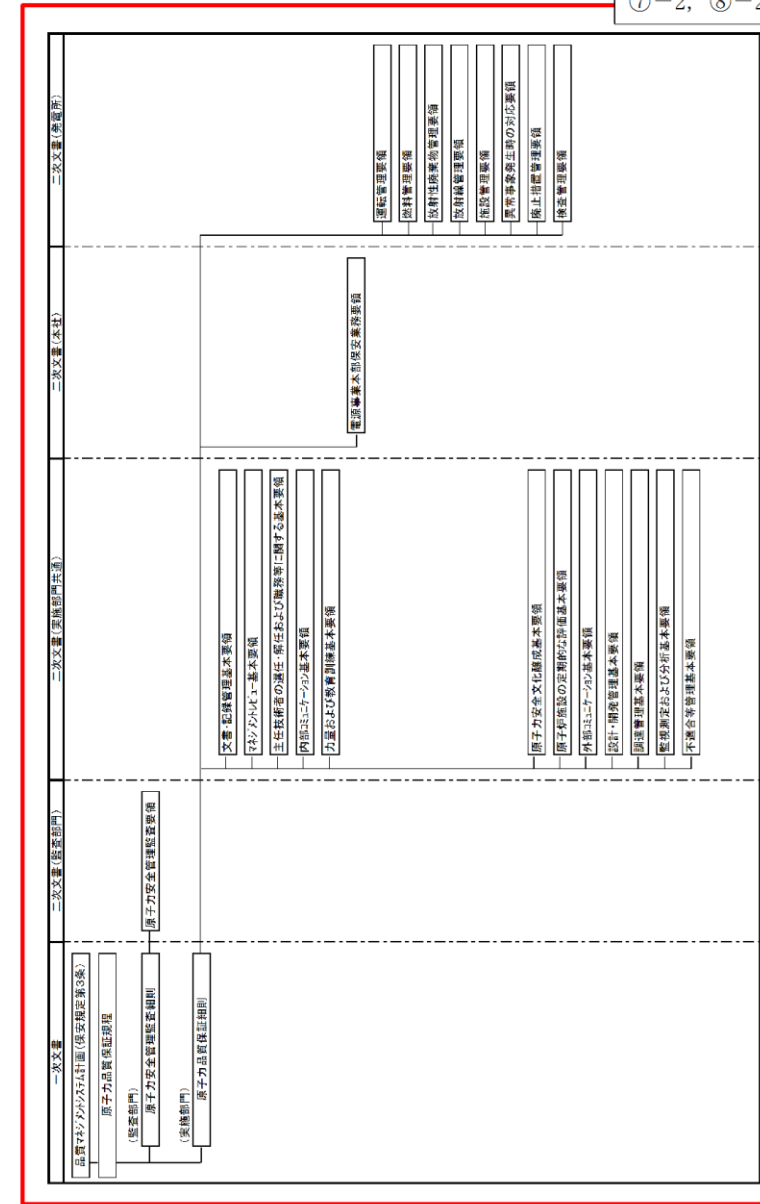 ⑦-2, ⑧-2
一次文書
二次文書(監査部門)
二次文書(実施部門共通)
二次文書(本社)
二次文書(発電所)
品質マネジメントシステム計画(保安規定第3条)
原子力品質保証規程
(監査部門)
原子力安全管理監査細則
原子力安全管理監査要領
(実施部門)
原子力品質保証細則
文書・記録管理基本要領
マネジメントレビュー基本要領
主任技術者の選任・解任および職務等に関する基本要領
内部コミュニケーション基本要領
力量および教育訓練基本要領
原子力安全文化醸成基本要領
原子炉施設の定期的な評価基本要領
外部コミュニケーション基本要領
設計・開発管理基本要領
調達管理基本要領
監視測定および分析基本要領
不適合等管理基本要領
電源事業本部保安業務要領
運転管理要領
燃料管理要領
放射性廃棄物管理要領
放射線管理要領
施設管理要領
異常事象発生時の対応要領
廃止措置管理要領
検査管理要領